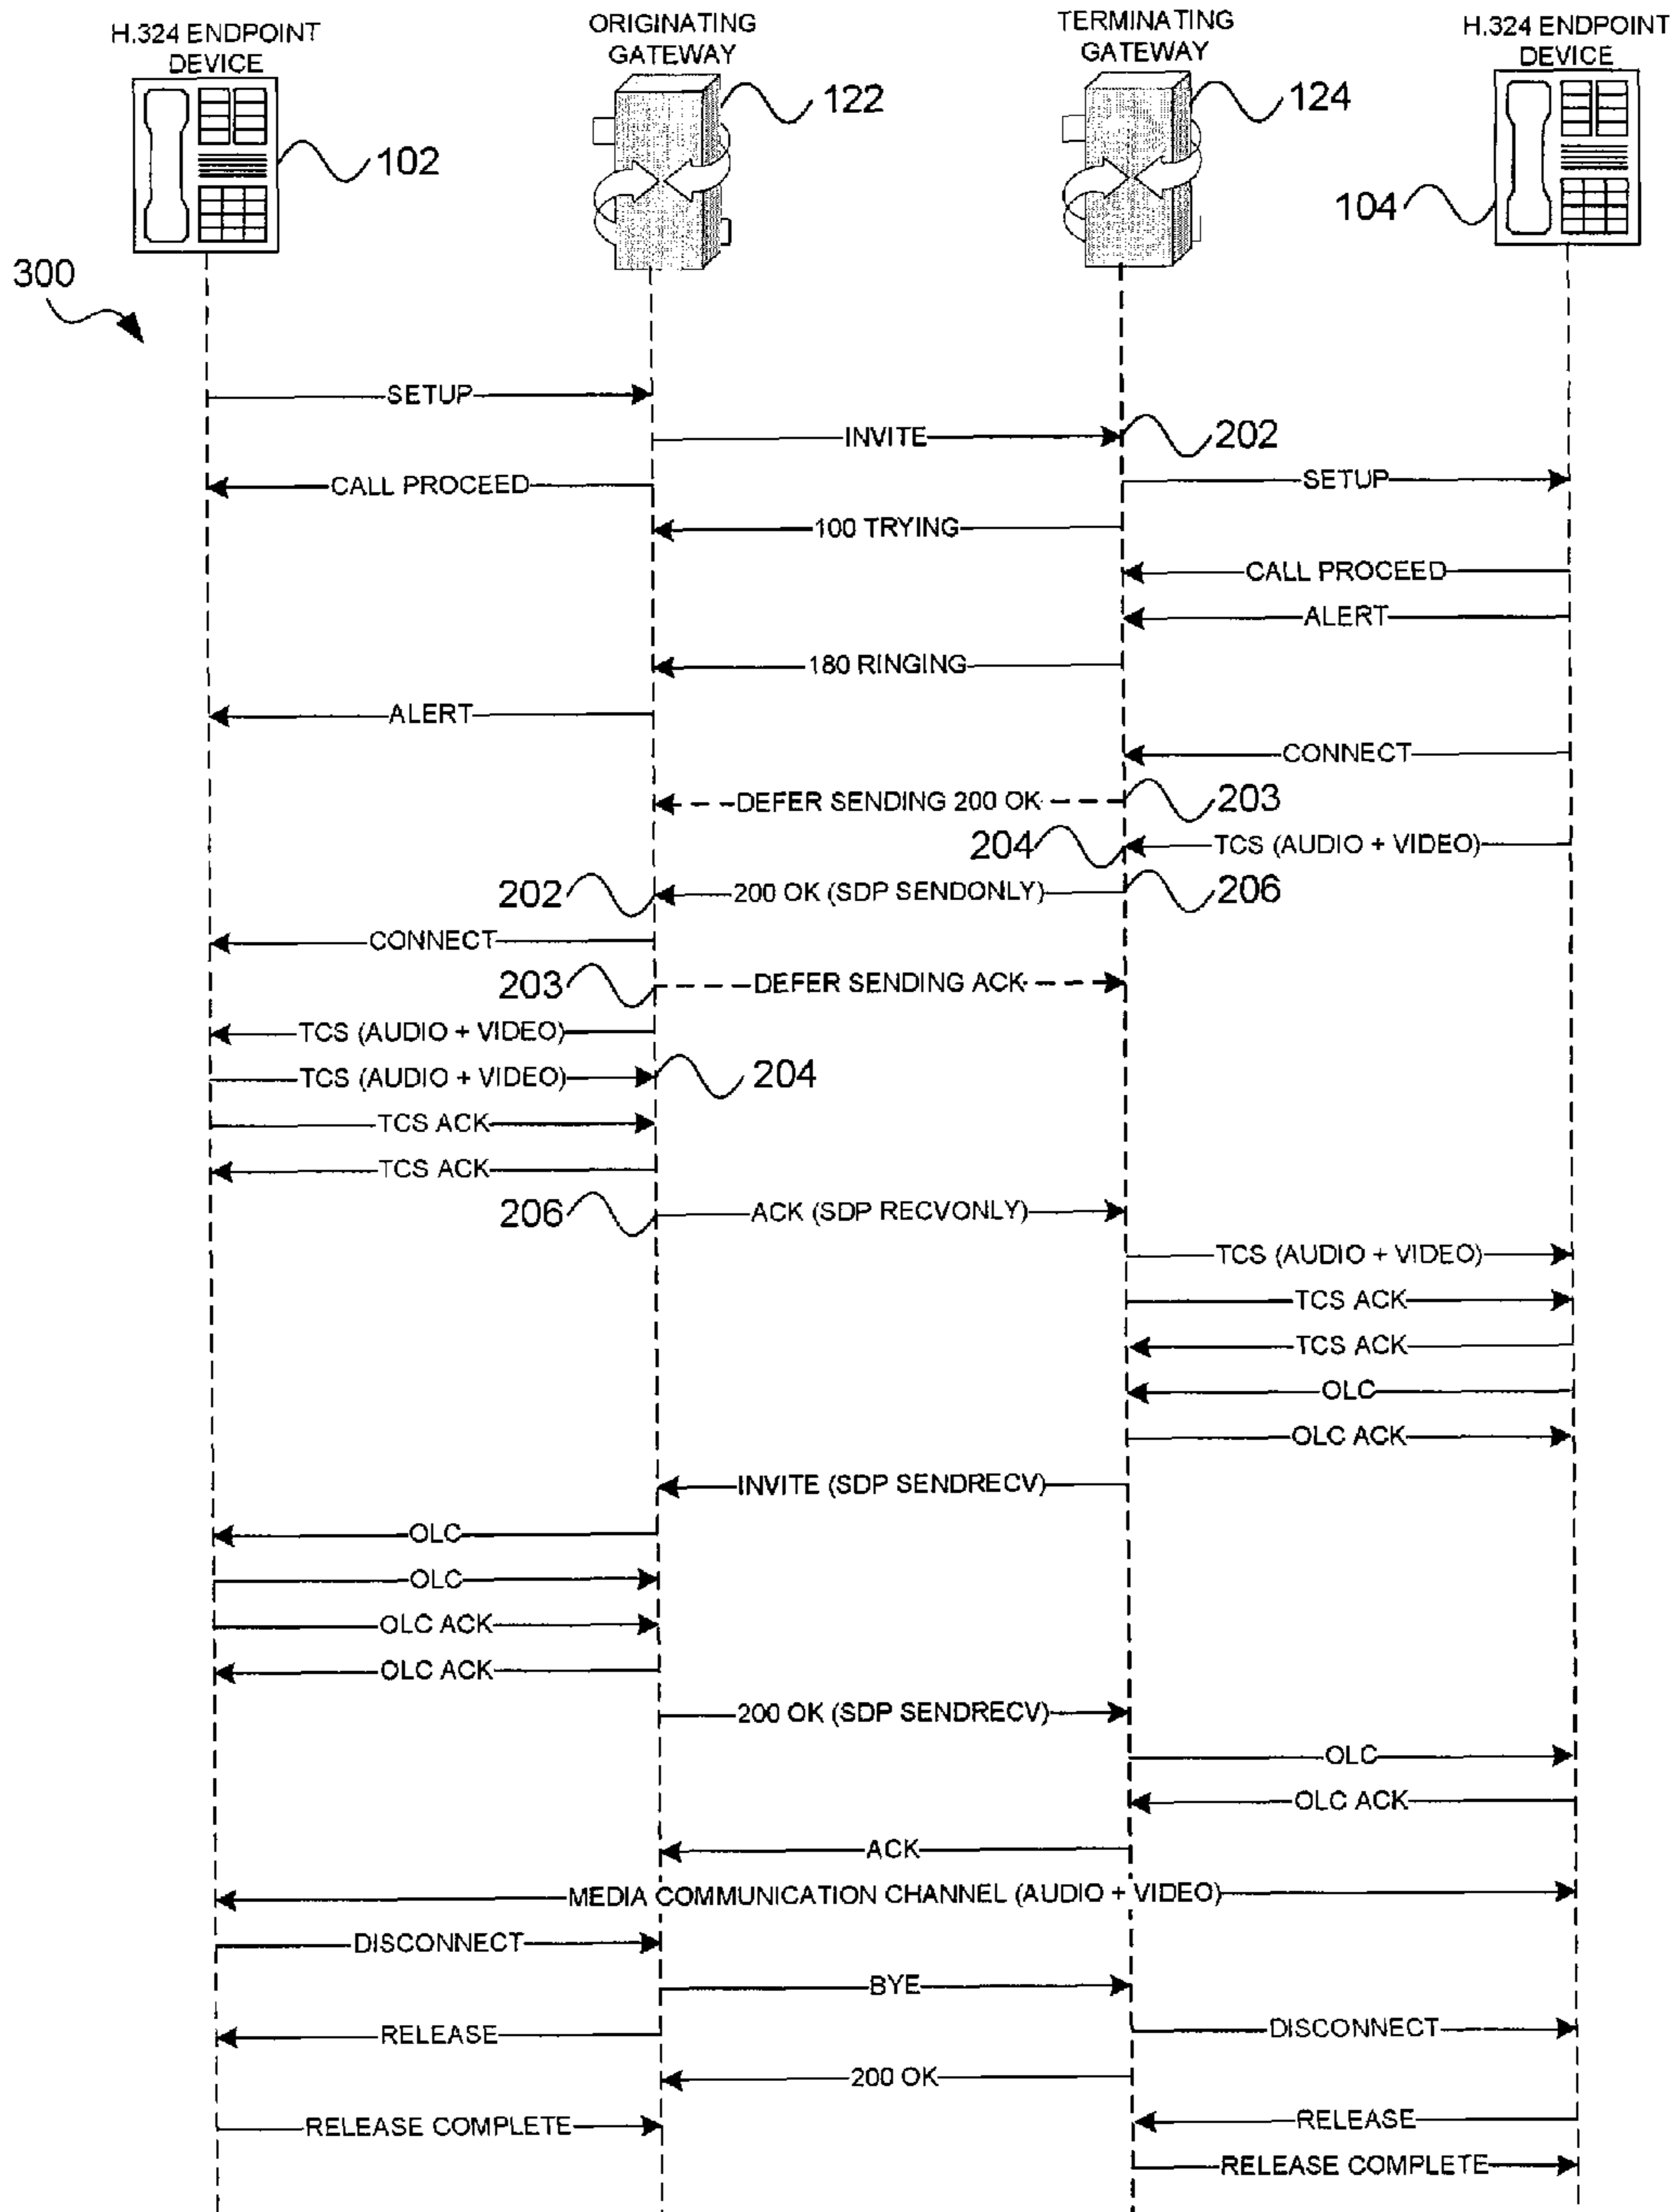 H.324 ENDPOINT
DEVICE
ORIGINATING
GATEWAY
TERMINATING
GATEWAY
H.324 ENDPOINT
DEVICE
122
124
102
104
300
SETUP
INVITE
202
CALL PROCEED
SETUP
100 TRYING
CALL PROCEED
ALERT
180 RINGING
ALERT
CONNECT
DEFER SENDING 200 OK
203
204
TCS (AUDIO + VIDEO)
202
200 OK (SDP SENDONLY)
206
CONNECT
203
DEFER SENDING ACK
TCS (AUDIO + VIDEO)
TCS (AUDIO + VIDEO)
204
TCS ACK
TCS ACK
206
ACK (SDP RECVONLY)
TCS (AUDIO + VIDEO)
TCS ACK
TCS ACK
OLC
OLC ACK
INVITE (SDP SENDRECV)
OLC
OLC
OLC ACK
OLC ACK
200 OK (SDP SENDRECV)
OLC
OLC ACK
ACK
MEDIA COMMUNICATION CHANNEL (AUDIO + VIDEO)
DISCONNECT
BYE
RELEASE
DISCONNECT
200 OK
RELEASE COMPLETE
RELEASE
RELEASE COMPLETE